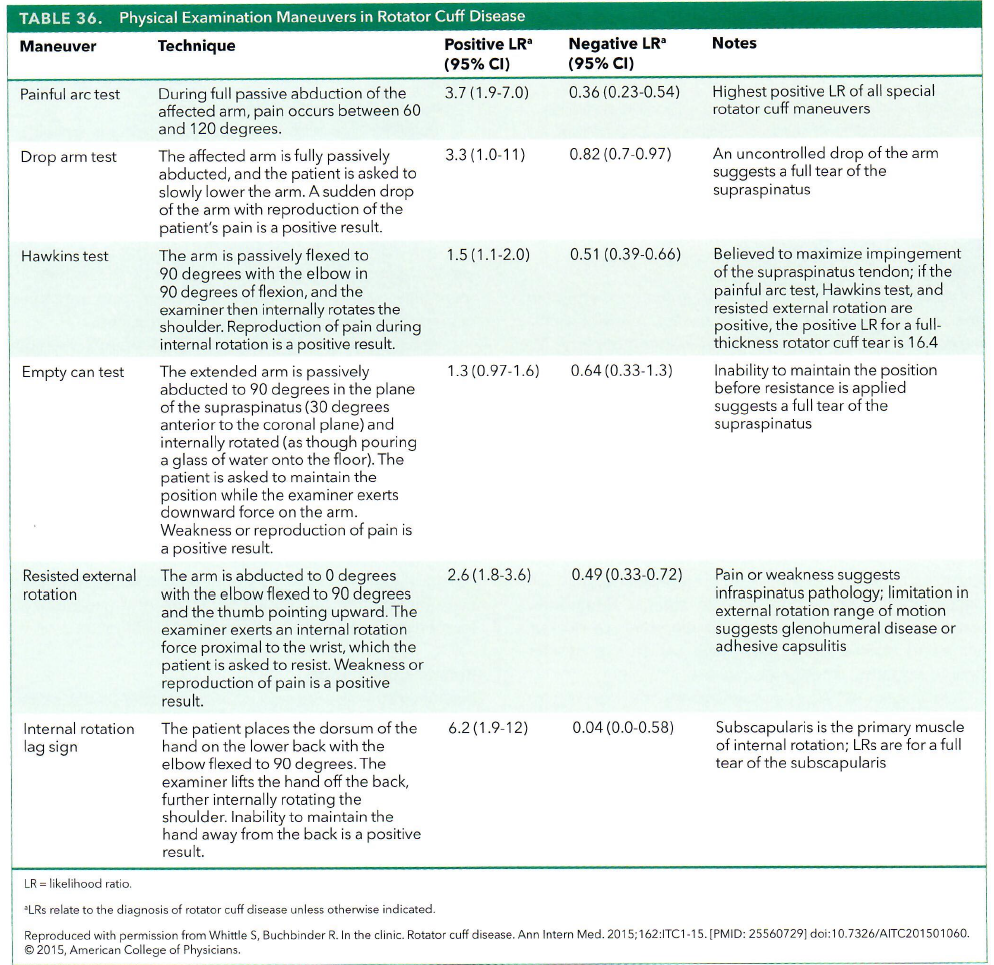 TABLE 36. Physical Examination Maneuvers in Rotator Cuff Disease
Maneuver Technique Positive LRᵃ Negative LRᵃ Notes
(95% CI) (95% CI)
Painful arc test During full passive abduction of the 3.7 (1.9-7.0) 0.36 (0.23-0.54) Highest positive LR of all special
affected arm, pain occurs between 60 rotator cuff maneuvers
and 120 degrees.
Drop arm test The affected arm is fully passively 3.3 (1.0-11) 0.82 (0.7-0.97) An uncontrolled drop of the arm
abducted, and the patient is asked to suggests a full tear of the
slowly lower the arm. A sudden drop supraspinatus
of the arm with reproduction of the
patient's pain is a positive result.
Hawkins test The arm is passively flexed to 1.5 (1.1-2.0) 0.51 (0.39-0.66) Believed to maximize impingement
90 degrees with the elbow in of the supraspinatus tendon; if the
90 degrees of flexion, and the painful arc test, Hawkins test, and
examiner then internally rotates the resisted external rotation are
shoulder. Reproduction of pain during positive, the positive LR for a full-
internal rotation is a positive result. thickness rotator cuff tear is 16.4
Empty can test The extended arm is passively 1.3 (0.97-1.6) 0.64 (0.33-1.3) Inability to maintain the position
abducted to 90 degrees in the plane before resistance is applied
of the supraspinatus (30 degrees suggests a full tear of the
anterior to the coronal plane) and supraspinatus
internally rotated (as though pouring
a glass of water onto the floor). The
patient is asked to maintain the
position while the examiner exerts
downward force on the arm.
Weakness or reproduction of pain is
a positive result.
Resisted external The arm is abducted to 0 degrees 2.6 (1.8-3.6) 0.49 (0.33-0.72) Pain or weakness suggests
rotation with the elbow flexed to 90 degrees infraspinatus pathology; limitation in
and the thumb pointing upward. The external rotation range of motion
examiner exerts an internal rotation suggests glenohumeral disease or
force proximal to the wrist, which the adhesive capsulitis
patient is asked to resist. Weakness or
reproduction of pain is a positive
result.
Internal rotation The patient places the dorsum of the 6.2 (1.9-12) 0.04 (0.0-0.58) Subscapularis is the primary muscle
lag sign hand on the lower back with the of internal rotation; LRs are for a full
elbow flexed to 90 degrees. The tear of the subscapularis
examiner lifts the hand off the back,
further internally rotating the
shoulder. Inability to maintain the
hand away from the back is a positive
result.
LR = likelihood ratio.
ᵃLRs relate to the diagnosis of rotator cuff disease unless otherwise indicated.
Reproduced with permission from Whittle S, Buchbinder R. In the clinic. Rotator cuff disease. Ann Intern Med. 2015;162:ITC1-15. [PMID: 25560729] doi:10.7326/AITC201501060.
© 2015, American College of Physicians.